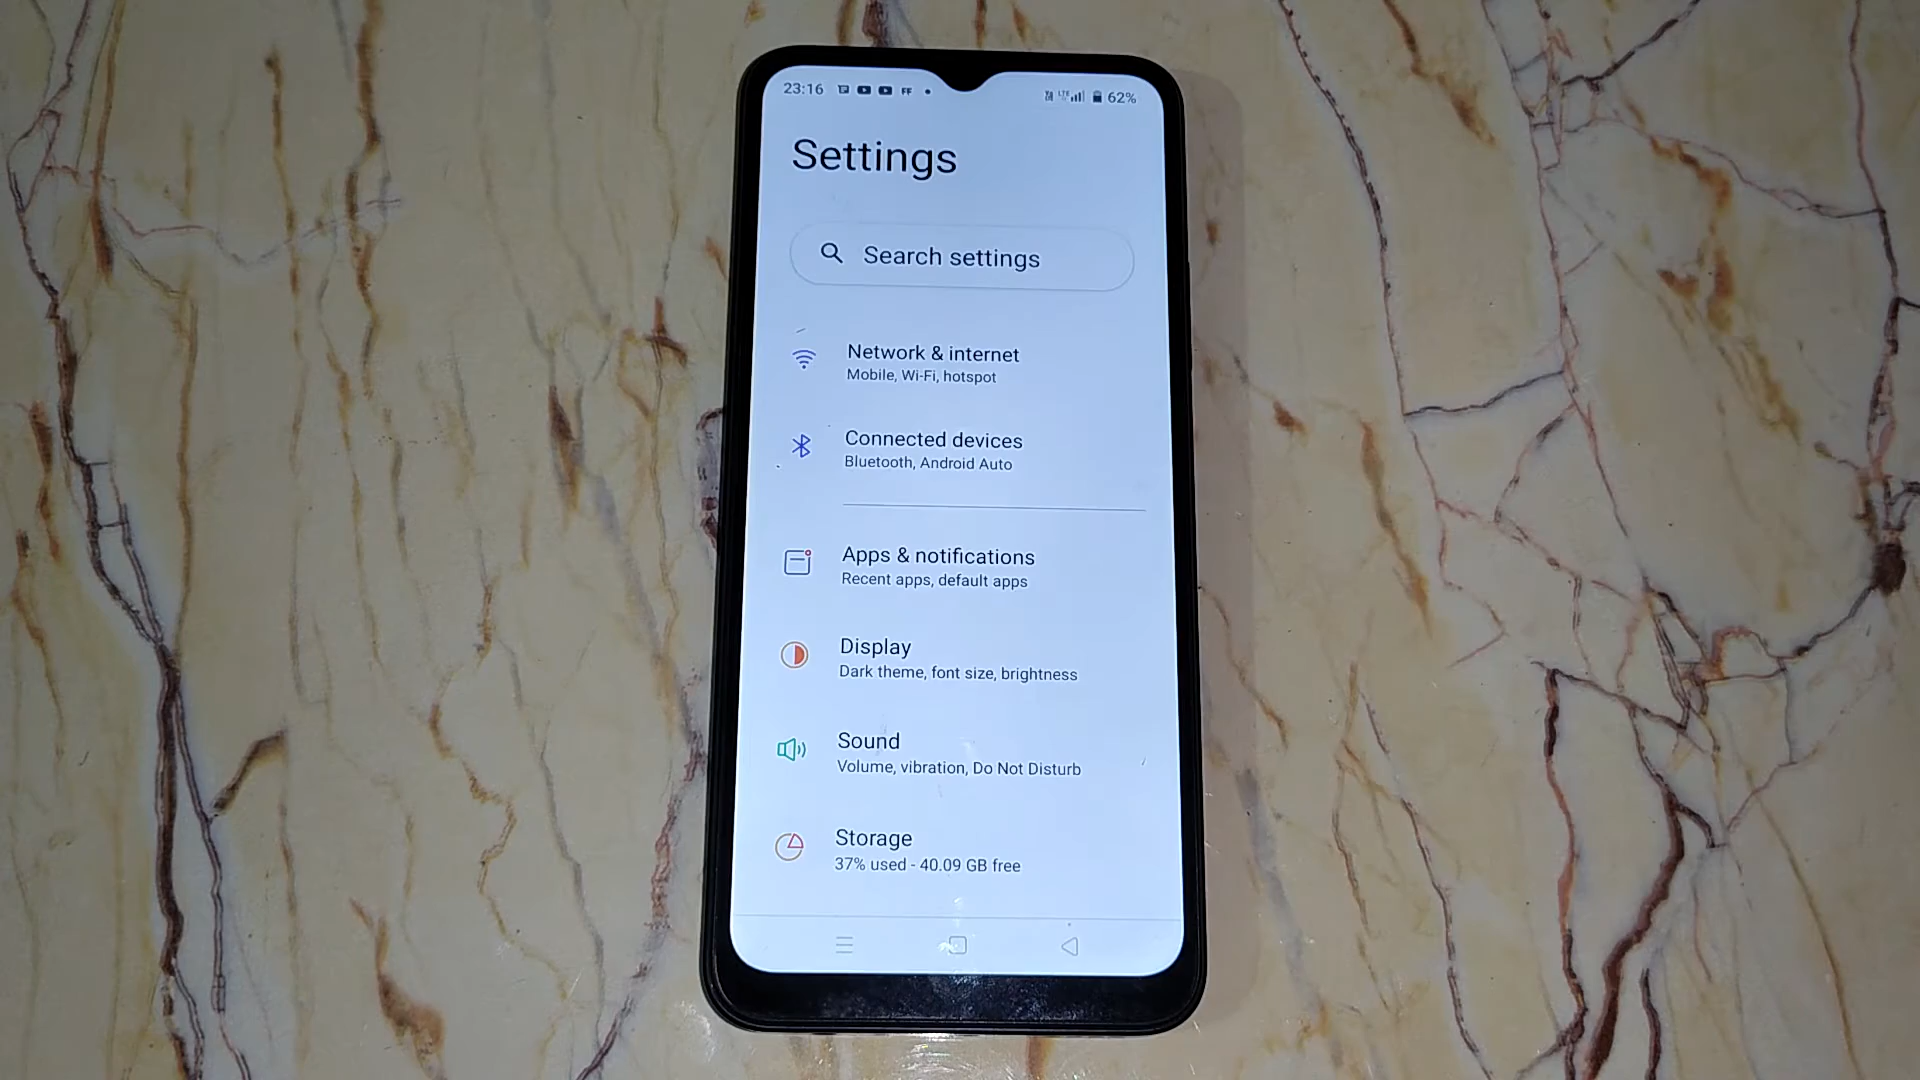 23:16 FF LTE 62%
Settings
Search settings
Network & internet
Mobile, Wi-Fi, hotspot
Connected devices
Bluetooth, Android Auto
Apps & notifications
Recent apps, default apps
Display
Dark theme, font size, brightness
Sound
Volume, vibration, Do Not Disturb
Storage
37% used - 40.09 GB free